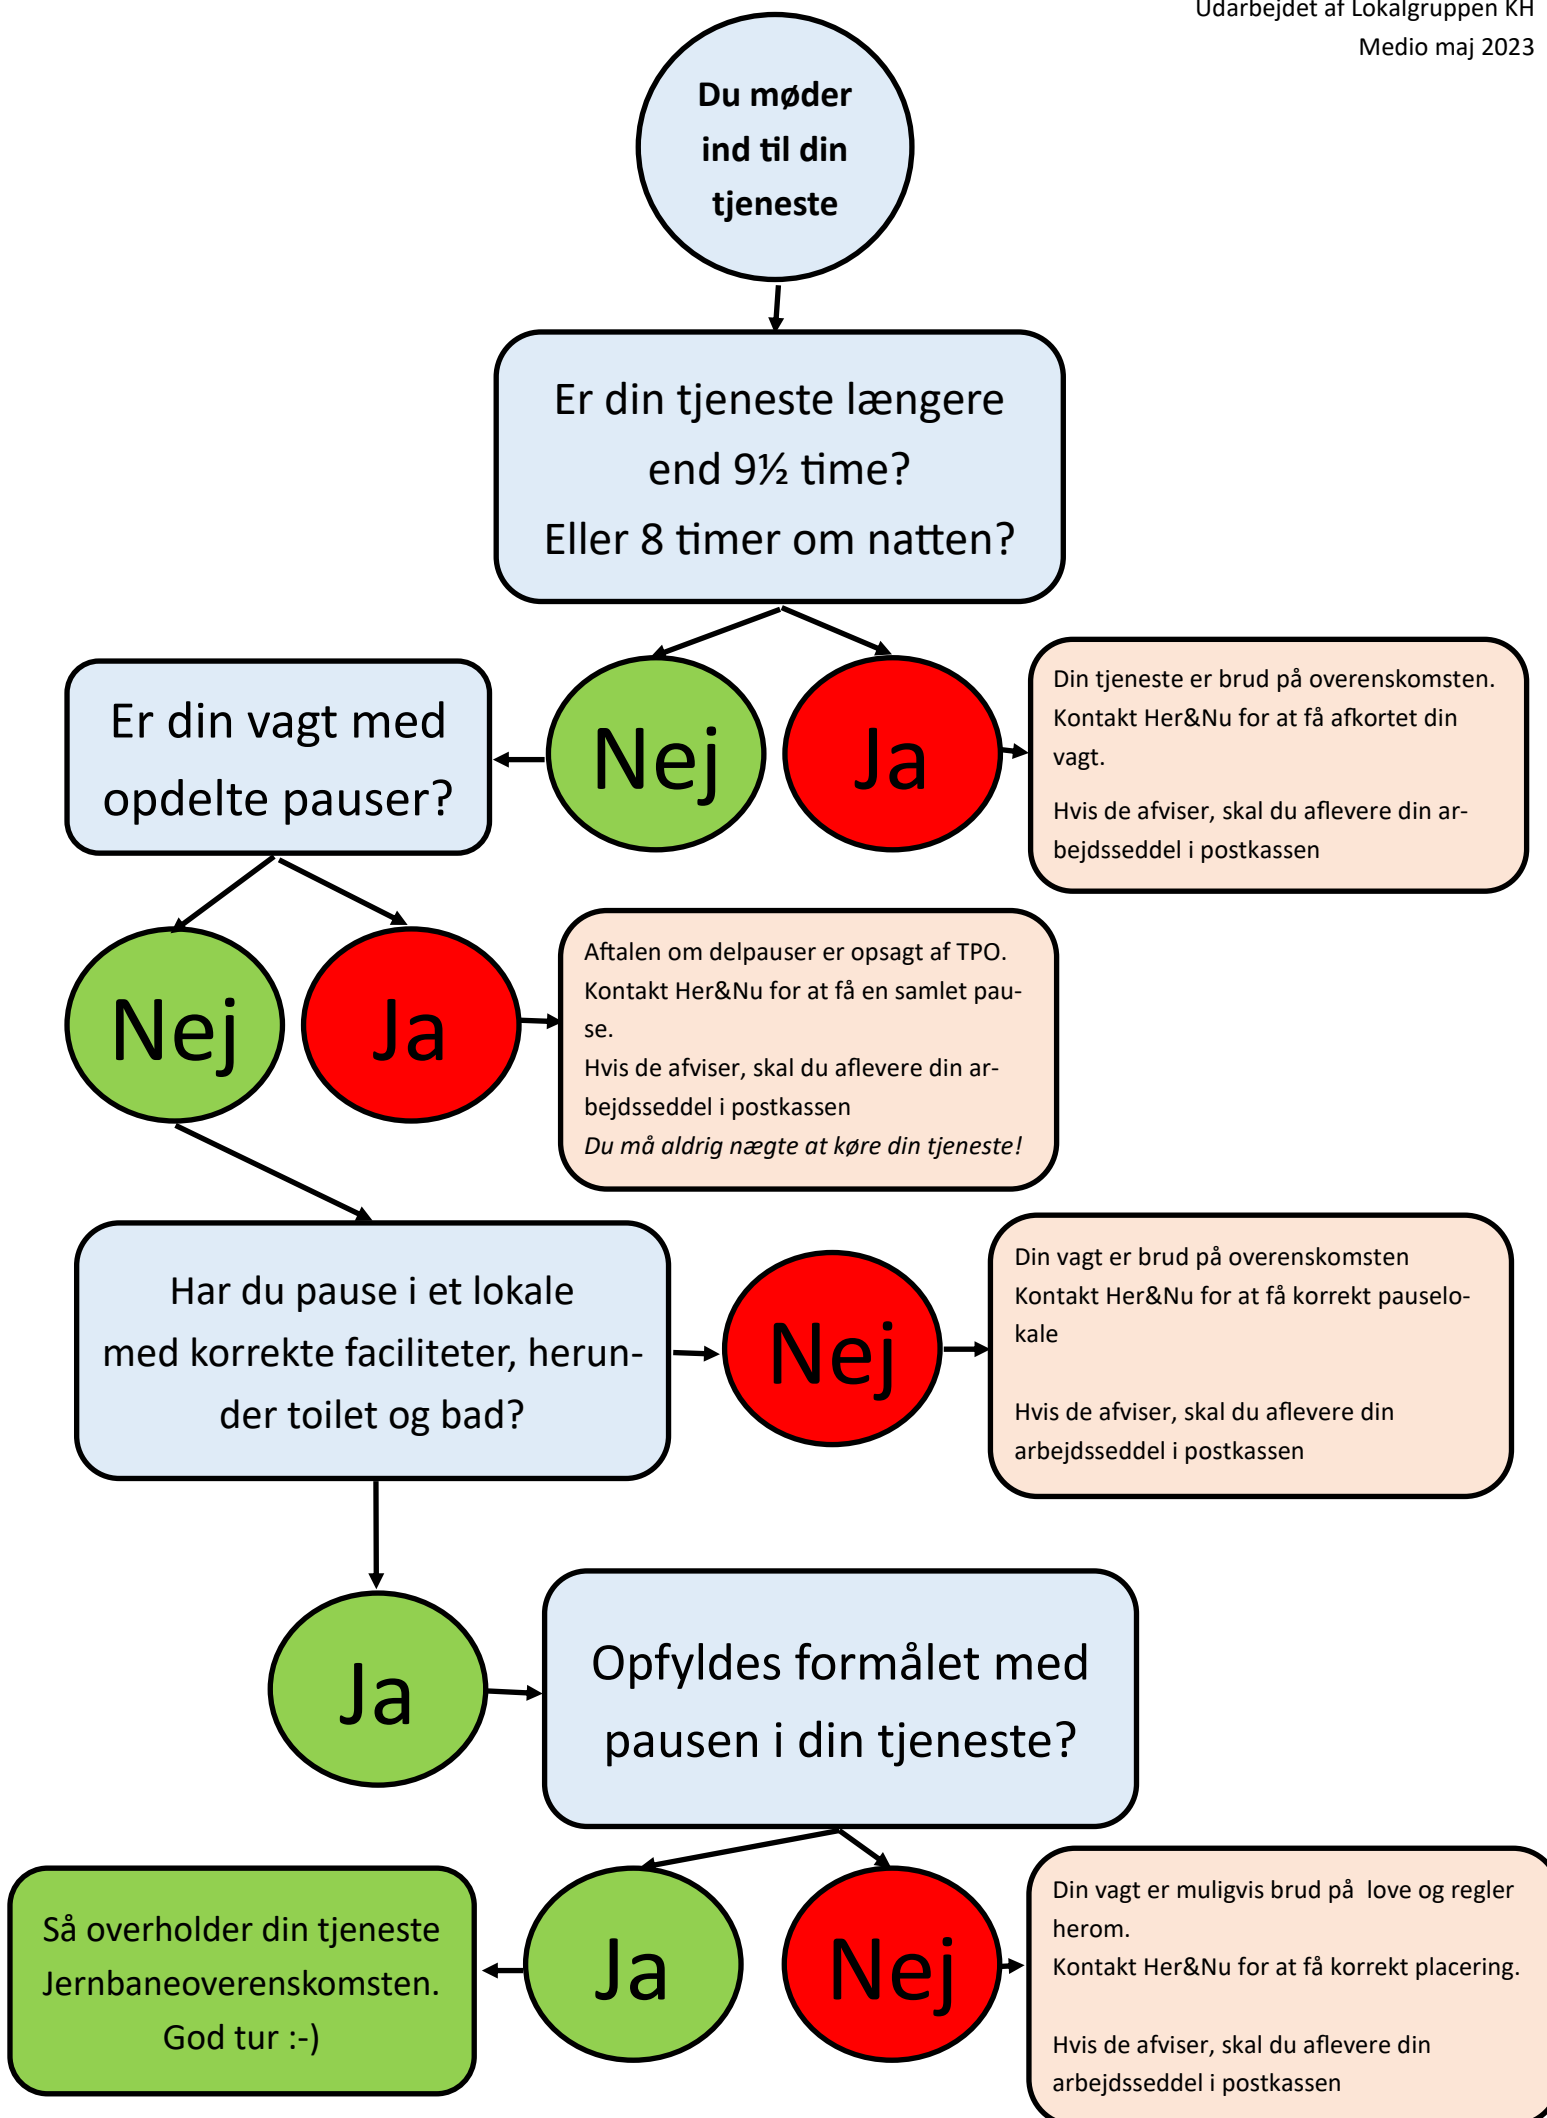 Udarbejdet af Lokalgruppen KH
Medio maj 2023
Du møder
ind til din
tjeneste
Er din tjeneste længere
end 9½ time?
Eller 8 timer om natten?
Nej
Ja
Din tjeneste er brud på overenskomsten.
Kontakt Her&Nu for at få afkortet din
vagt.
Hvis de afviser, skal du aflevere din ar-
bejdsseddel i postkassen
Er din vagt med
opdelte pauser?
Nej
Ja
Aftalen om delpauser er opsagt af TPO.
Kontakt Her&Nu for at få en samlet pau-
se.
Hvis de afviser, skal du aflevere din ar-
bejdsseddel i postkassen
Du må aldrig nægte at køre din tjeneste!
Har du pause i et lokale
med korrekte faciliteter, herun-
der toilet og bad?
Nej
Din vagt er brud på overenskomsten
Kontakt Her&Nu for at få korrekt pauselo-
kale
Hvis de afviser, skal du aflevere din
arbejdsseddel i postkassen
Ja
Opfyldes formålet med
pausen i din tjeneste?
Ja
Nej
Din vagt er muligvis brud på  love og regler
herom.
Kontakt Her&Nu for at få korrekt placering.
Hvis de afviser, skal du aflevere din
arbejdsseddel i postkassen
Så overholder din tjeneste
Jernbaneoverenskomsten.
God tur :-)